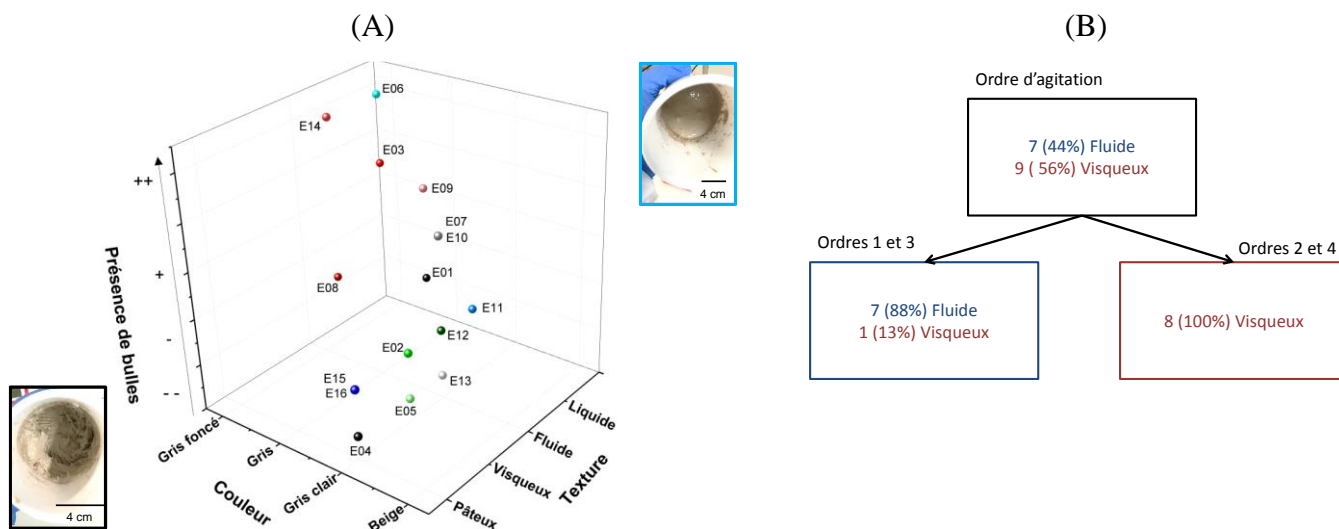 (A)
E06
E14
E03
E09
E07
E10
E01
E08
E11
E12
E02
E13
E15
E16
E05
E04
++
+
-
--
Présence de bulles
Gris foncé
Gris
Gris clair
Beige
Couleur
Pâteux
Visqueux
Fluide
Liquide
Texture
4 cm
4 cm
(B)
Ordre d'agitation
7 (44%) Fluide
9 ( 56%) Visqueux
Ordres 1 et 3
Ordres 2 et 4
7 (88%) Fluide
1 (13%) Visqueux
8 (100%) Visqueux